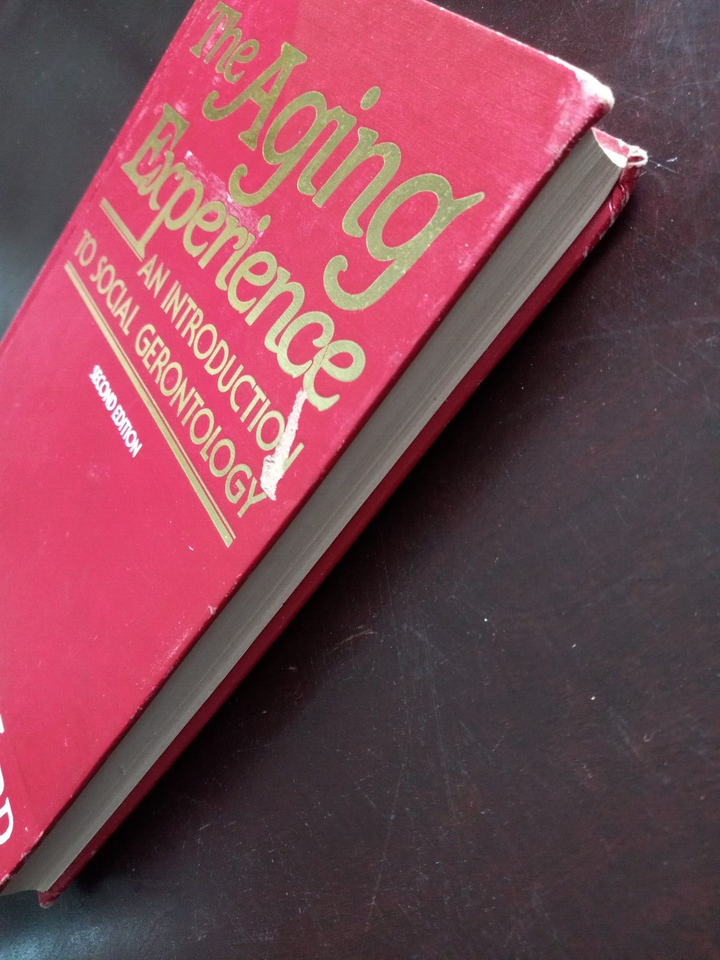 The Aging
Experience
AN INTRODUCTION
TO SOCIAL GERONTOLOGY
SECOND EDITION